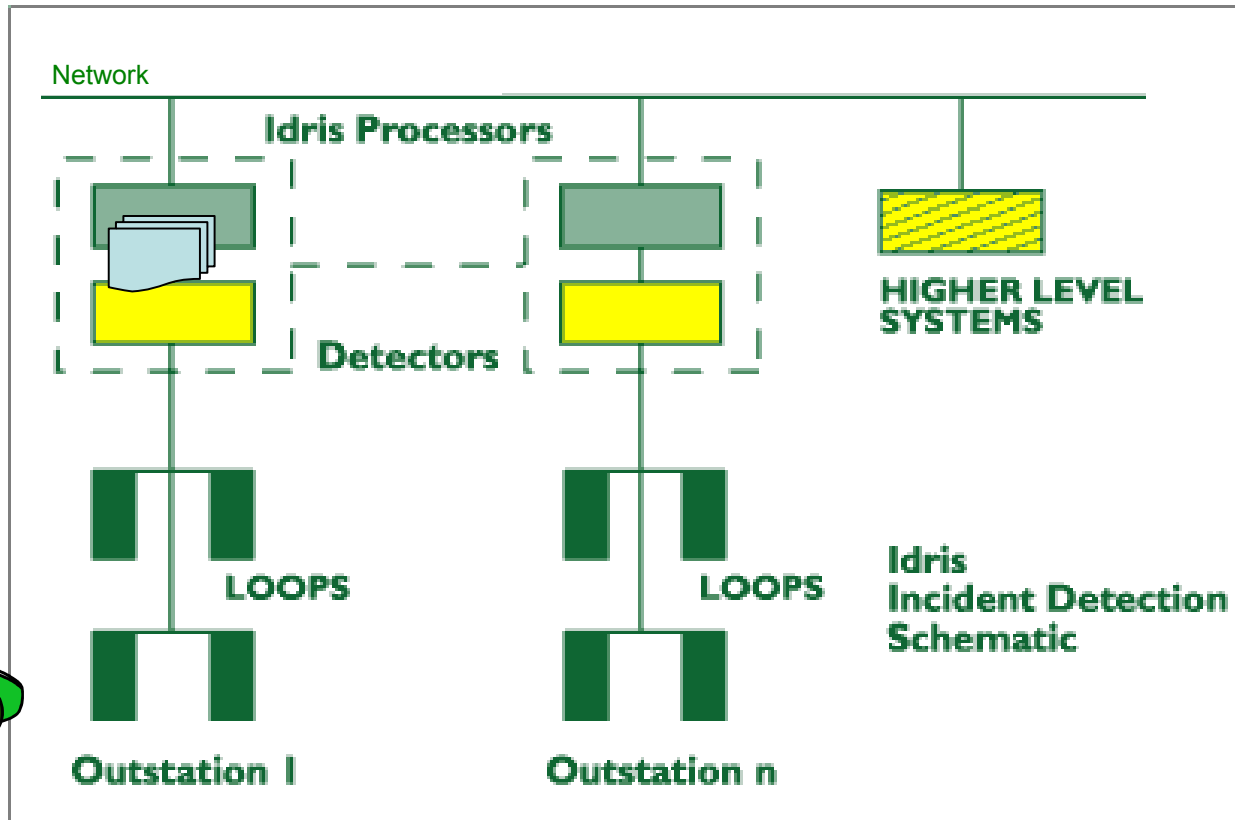 Network
Idris Processors
HIGHER LEVEL
SYSTEMS
Detectors
LOOPS
LOOPS
Idris
Incident Detection
Schematic
Outstation 1
Outstation n